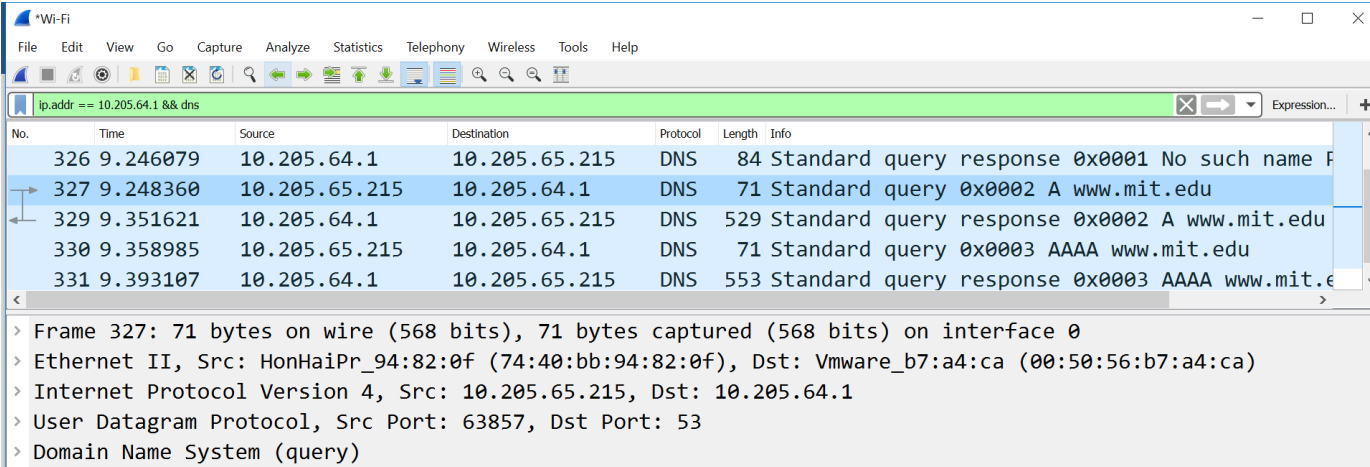 *Wi-Fi
File Edit View Go Capture Analyze Statistics Telephony Wireless Tools Help
ip.addr == 10.205.64.1 && dns Expression... +
No. Time Source Destination Protocol Length Info
326 9.246079 10.205.64.1 10.205.65.215 DNS 84 Standard query response 0x0001 No such name
327 9.248360 10.205.65.215 10.205.64.1 DNS 71 Standard query 0x0002 A www.mit.edu
329 9.351621 10.205.64.1 10.205.65.215 DNS 529 Standard query response 0x0002 A www.mit.edu
330 9.358985 10.205.65.215 10.205.64.1 DNS 71 Standard query 0x0003 AAAA www.mit.edu
331 9.393107 10.205.64.1 10.205.65.215 DNS 553 Standard query response 0x0003 AAAA www.mit.e
> Frame 327: 71 bytes on wire (568 bits), 71 bytes captured (568 bits) on interface 0
> Ethernet II, Src: HonHaiPr_94:82:0f (74:40:bb:94:82:0f), Dst: Vmware_b7:a4:ca (00:50:56:b7:a4:ca)
> Internet Protocol Version 4, Src: 10.205.65.215, Dst: 10.205.64.1
> User Datagram Protocol, Src Port: 63857, Dst Port: 53
> Domain Name System (query)